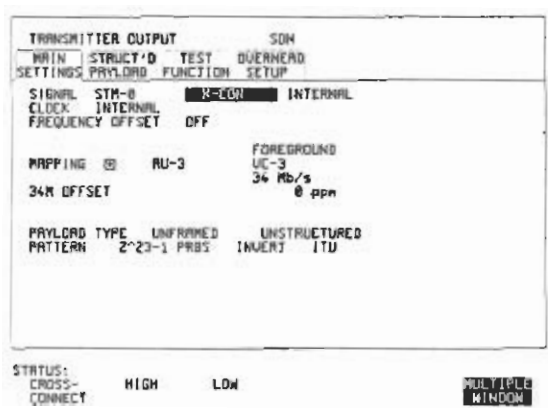 TRANSMITTER OUTPUT SDH
MAIN STRUCT'D TEST OVERHEAD
SETTINGS PAYLOAD FUNCTION SETUP
SIGNAL STM-0 X-CON INTERNAL
CLOCK INTERNAL
FREQUENCY OFFSET OFF
FOREGROUND
MAPPING AU-3 VC-3
34 Mb/s
34M OFFSET 0 ppm
PAYLOAD TYPE UNFRAMED UNSTRUCTURED
PATTERN 2^23-1 PRBS INVERT ITU
STATUS:
CROSS- HIGH LOW MULTIPLE
CONNECT WINDOW